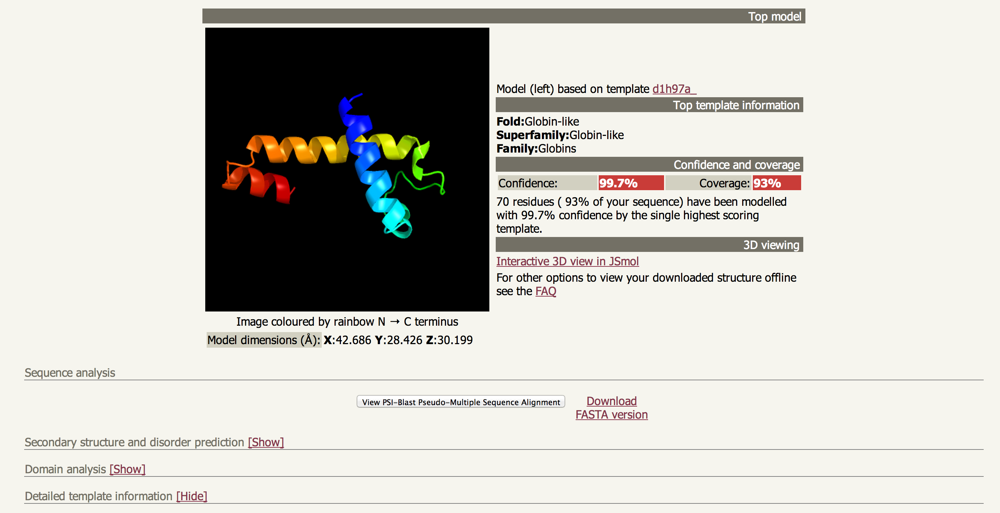 Top model
Model (left) based on template d1h97a_
Top template information
Fold:Globin-like
Superfamily:Globin-like
Family:Globins
Confidence and coverage
Confidence: 99.7% Coverage: 93%
70 residues ( 93% of your sequence) have been modelled
with 99.7% confidence by the single highest scoring
template.
3D viewing
Interactive 3D view in JSmol
For other options to view your downloaded structure offline
see the FAQ
Image coloured by rainbow N → C terminus
Model dimensions (Å): X:42.686 Y:28.426 Z:30.199
Sequence analysis
View PSI-Blast Pseudo-Multiple Sequence Alignment
Download
FASTA version
Secondary structure and disorder prediction [Show]
Domain analysis [Show]
Detailed template information [Hide]